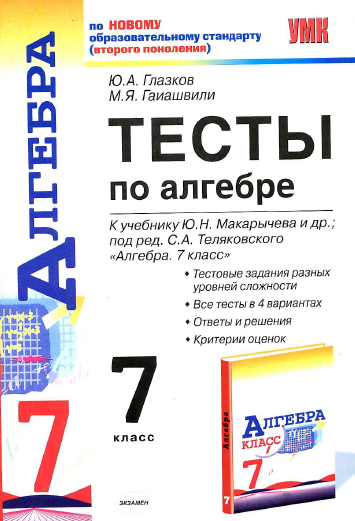 по НОВОМУ
образовательному стандарту
(второго поколения)
УМК
Ю.А. Глазков
М.Я. Гаиашвили
ТЕСТЫ
по алгебре
К учебнику Ю.Н. Макарычева и др.;
под ред. С.А. Теляковского
«Алгебра. 7 класс»
• Тестовые задания разных
уровней сложности
• Все тесты в 4 вариантах
• Ответы и решения
• Критерии оценок
АЛГЕБРА
7
7
КЛАСС
Алгебра
7
АЛГЕБРА
КЛАСС
7
ЭКЗАМЕН